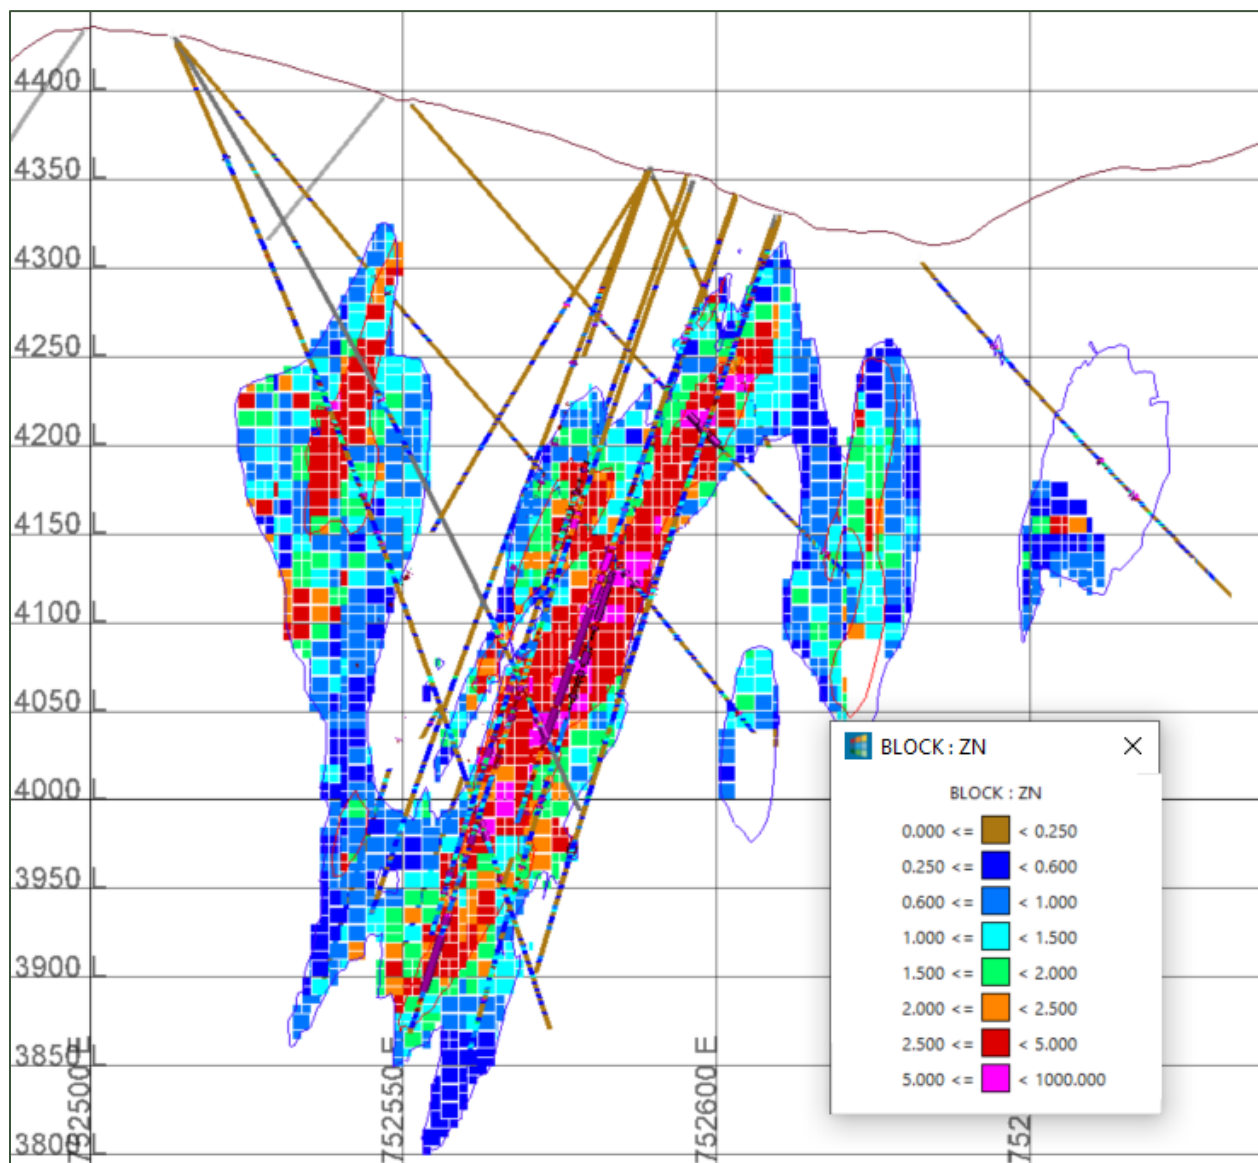 4400 L
4350 L
4300 L
4250 L
4200 L
4150 L
4100 L
4050 L
4000 L
3950 L
3900 L
3850 L
3800 L
752500 E
752550 E
752600 E
752
BLOCK : ZN
BLOCK : ZN
0.000 <= < 0.250
0.250 <= < 0.600
0.600 <= < 1.000
1.000 <= < 1.500
1.500 <= < 2.000
2.000 <= < 2.500
2.500 <= < 5.000
5.000 <= < 1000.000